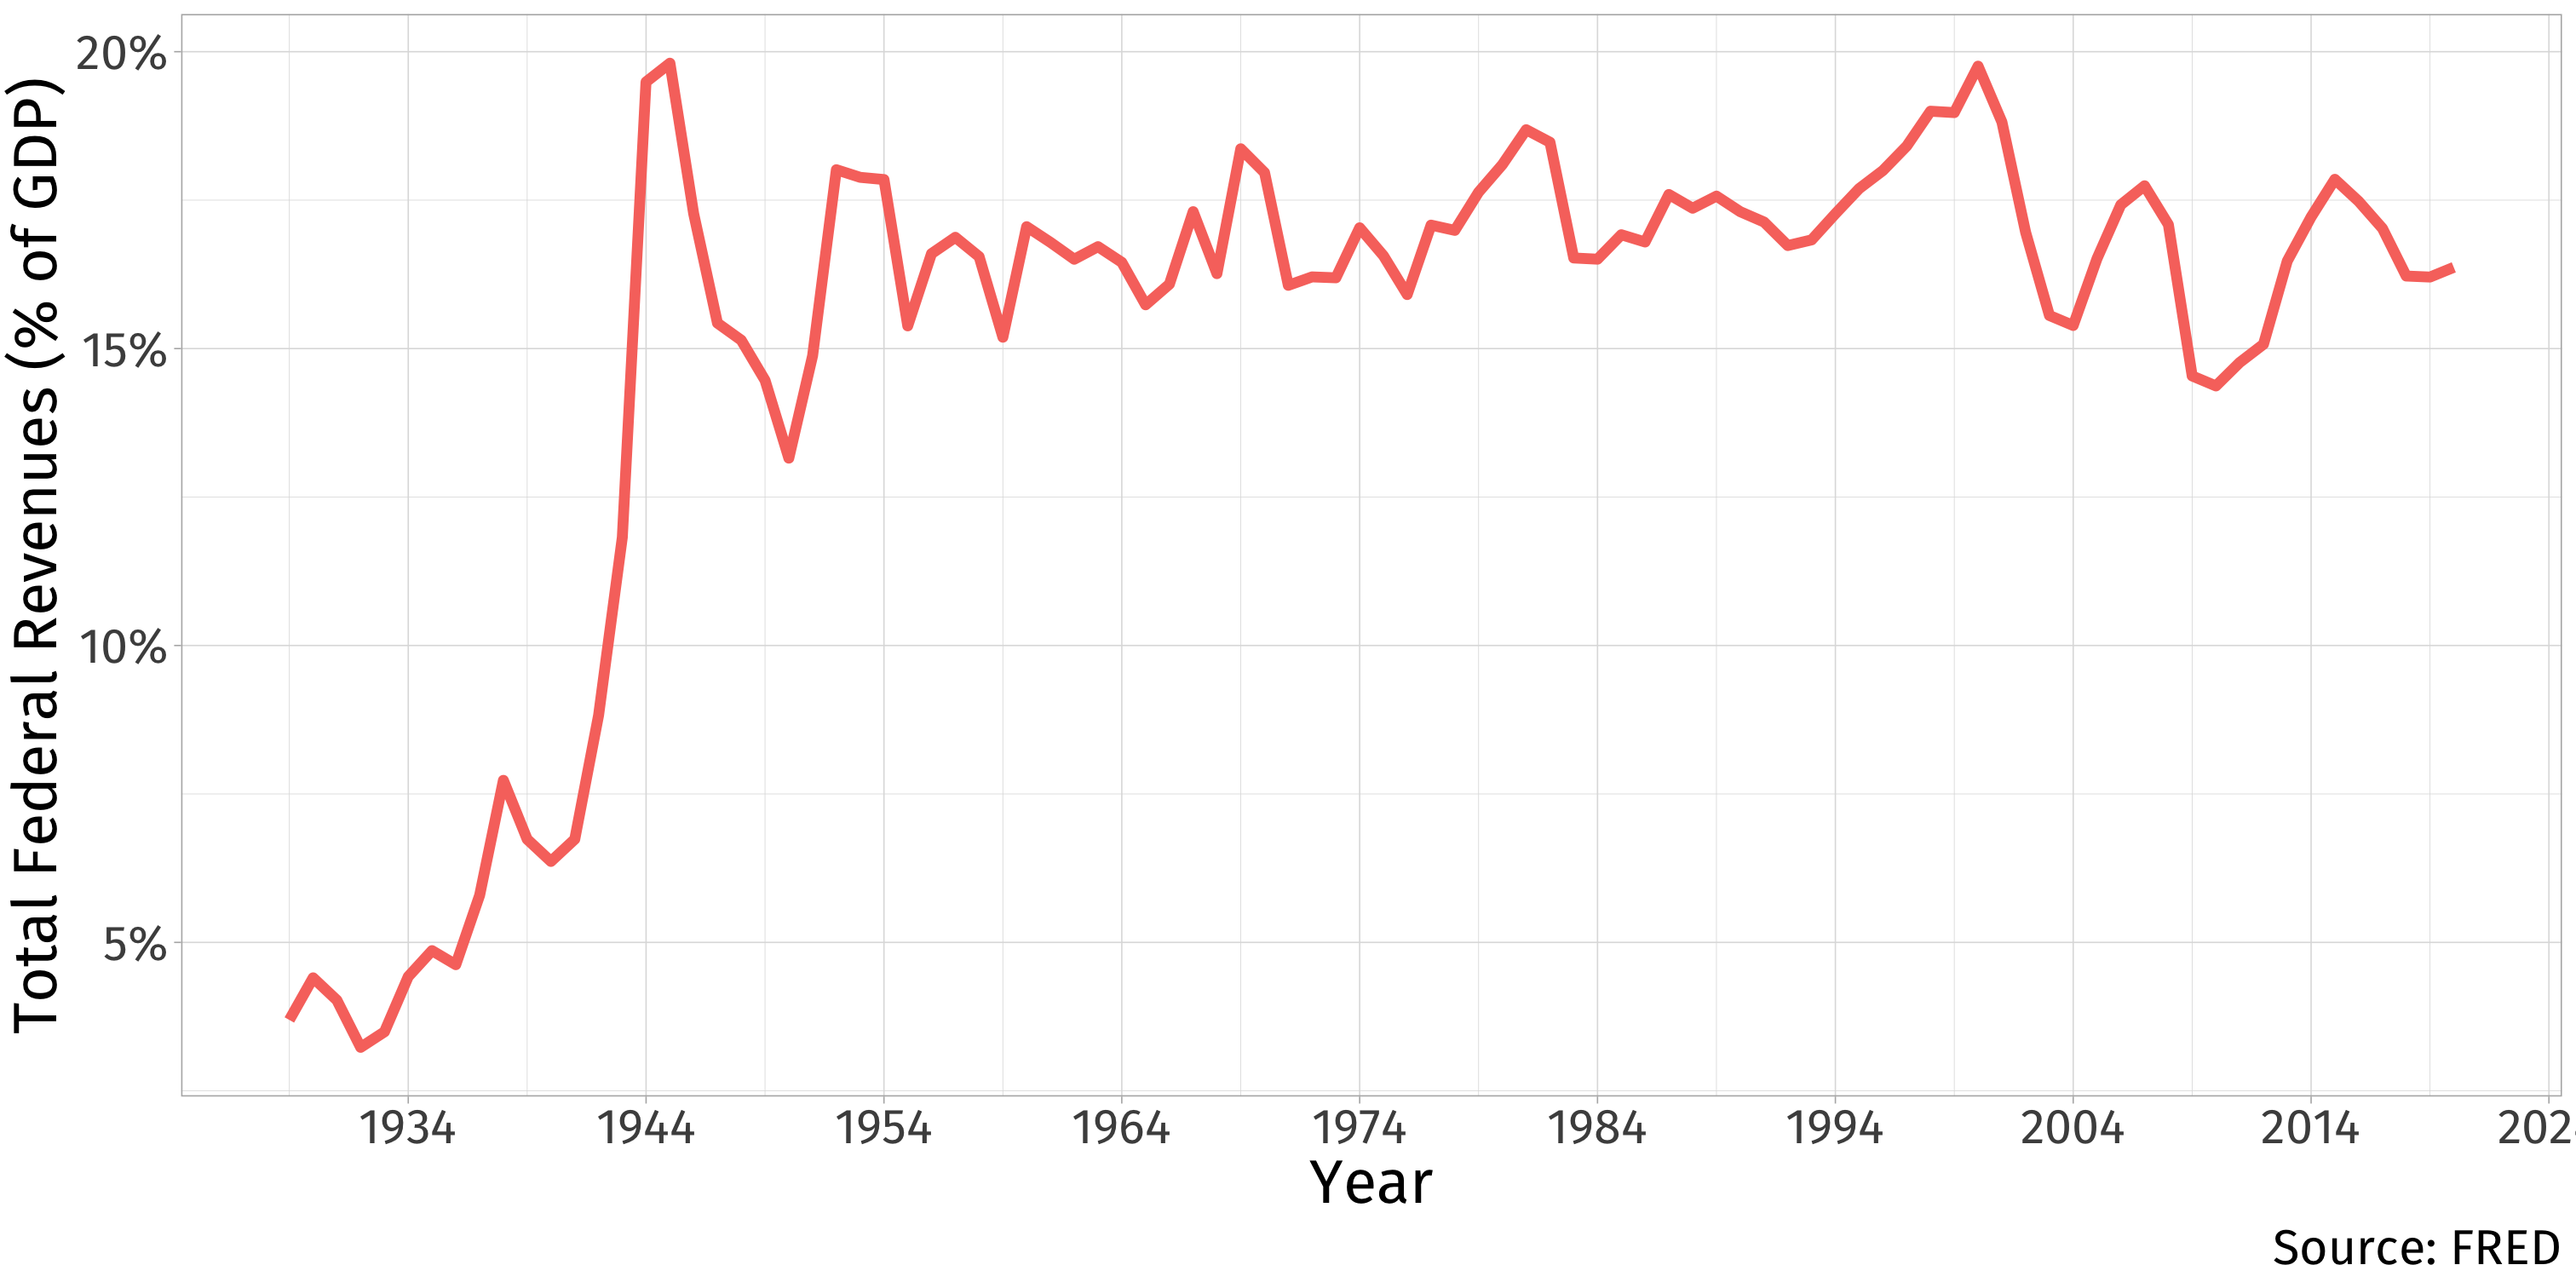 Total Federal Revenues (% of GDP)
20%
15%
10%
5%
1934 1944 1954 1964 1974 1984 1994 2004 2014 202
Year
Source: FRED